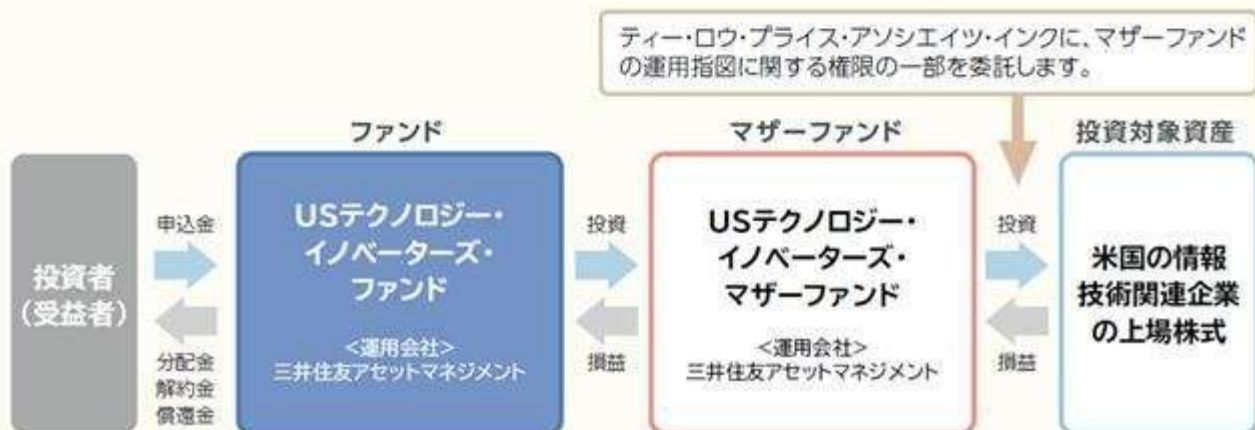 ティー・ロウ・プライス・アソシエイツ・インクに、マザーファンド
の運用指図に関する権限の一部を委託します。
ファンド
マザーファンド
投資対象資産
投資者
（受益者）
申込金
分配金
解約金
償還金
USテクノロジー・
イノベーターズ・
ファンド
＜運用会社＞
三井住友アセットマネジメント
投資
損益
USテクノロジー・
イノベーターズ・
マザーファンド
＜運用会社＞
三井住友アセットマネジメント
投資
損益
米国の情報
技術関連企業
の上場株式